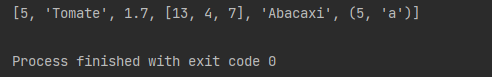 [5, 'Tomate', 1.7, [13, 4, 7], 'Abacaxi', (5, 'a')]
Process finished with exit code 0